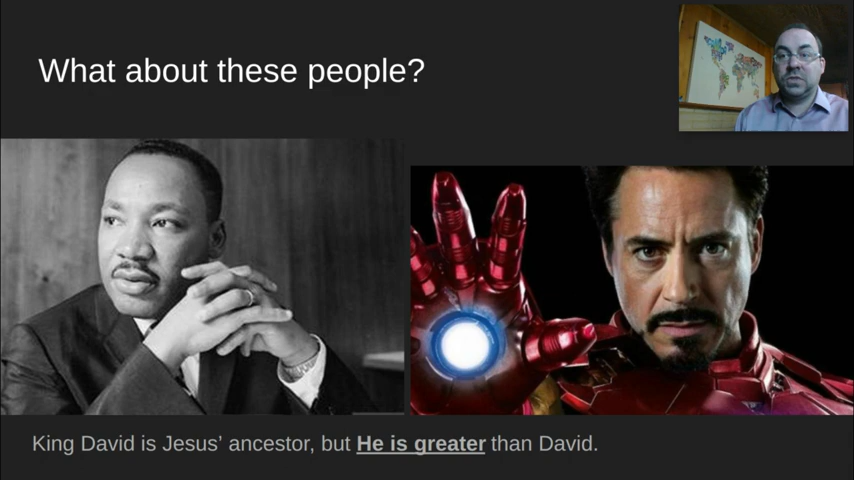 What about these people?
King David is Jesus’ ancestor, but He is greater than David.